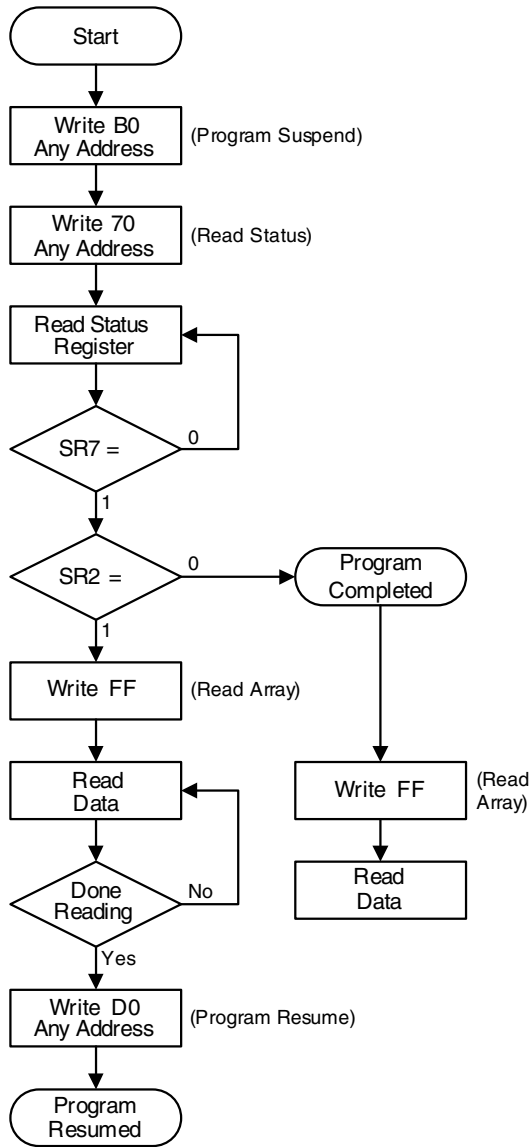 Start
Write B0
Any Address
(Program Suspend)
Write 70
Any Address
(Read Status)
Read Status
Register
SR7 =
0
1
SR2 =
0
1
Program
Completed
Write FF
(Read Array)
Read
Data
Write FF
(Read
Array)
Done
Reading
No
Yes
Read
Data
Write D0
Any Address
(Program Resume)
Program
Resumed